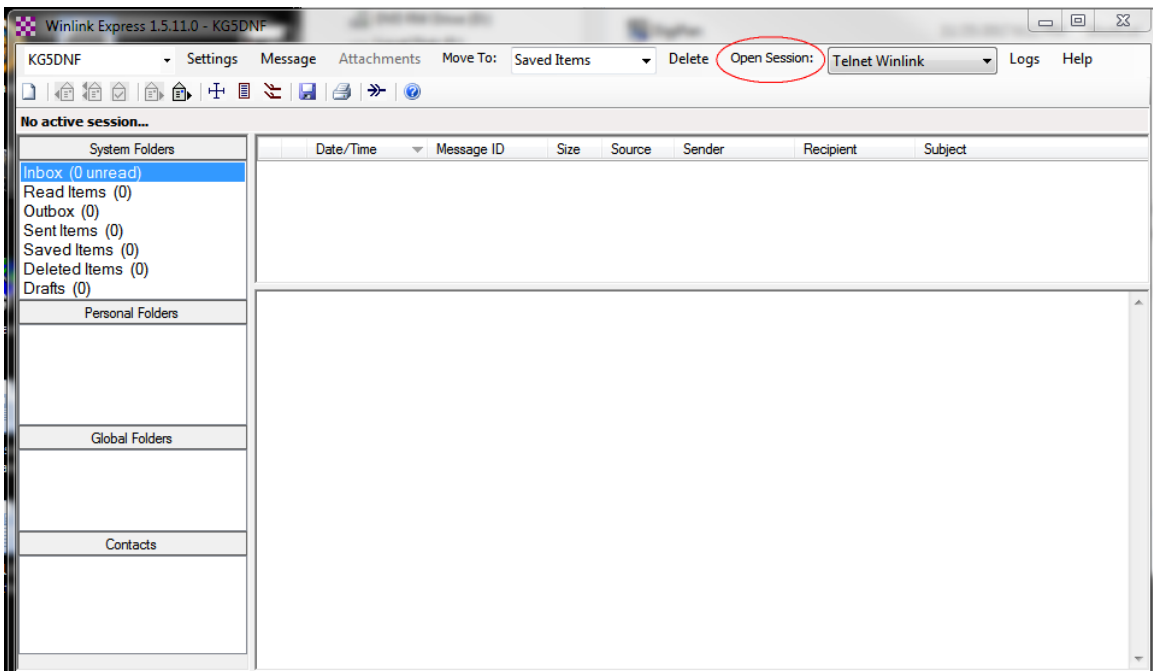 Winlink Express 1.5.11.0 - KG5DNF
KG5DNF Settings Message Attachments Move To: Saved Items Delete Open Session: Telnet Winlink Logs Help
No active session...
System Folders
Date/Time Message ID Size Source Sender Recipient Subject
Inbox (0 unread)
Read Items (0)
Outbox (0)
Sent Items (0)
Saved Items (0)
Deleted Items (0)
Drafts (0)
Personal Folders
Global Folders
Contacts